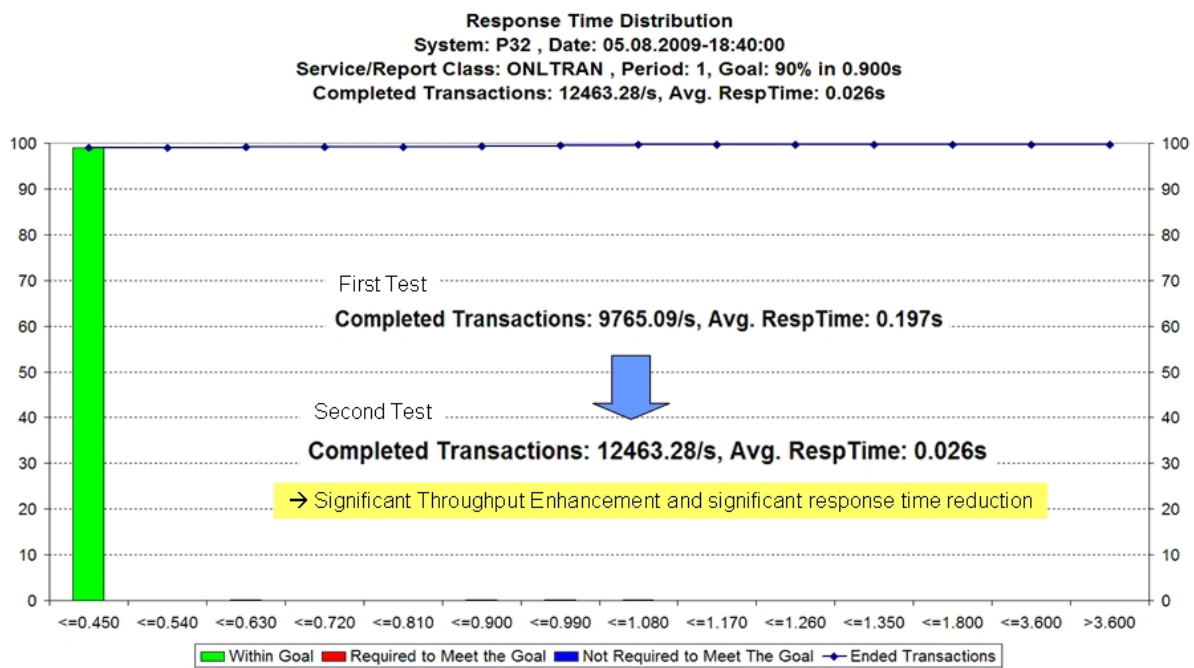 Response Time Distribution
System: P32 , Date: 05.08.2009-18:40:00
Service/Report Class: ONLTRAN , Period: 1, Goal: 90% in 0.900s
Completed Transactions: 12463.28/s, Avg. RespTime: 0.026s
100 100
90 90
80 80
70 First Test 70
60 Completed Transactions: 9765.09/s, Avg. RespTime: 0.197s 60
50 50
40 Second Test 40
30 Completed Transactions: 12463.28/s, Avg. RespTime: 0.026s 30
20 → Significant Throughput Enhancement and significant response time reduction 20
10 10
0 0
<=0.450 <=0.540 <=0.630 <=0.720 <=0.810 <=0.900 <=0.990 <=1.080 <=1.170 <=1.260 <=1.350 <=1.800 <=3.600 >3.600
Within Goal Required to Meet the Goal Not Required to Meet The Goal Ended Transactions